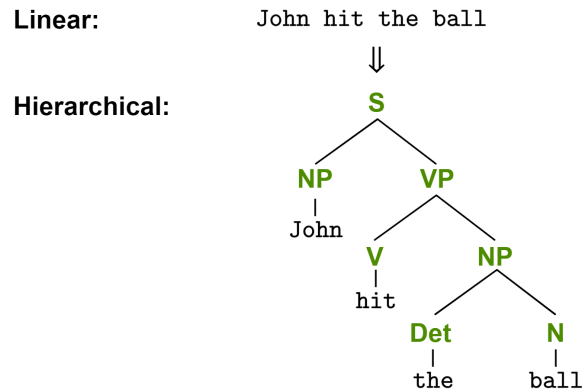 Linear: John hit the ball
⇓
Hierarchical: S
NP VP
John
V NP
hit
Det N
the ball